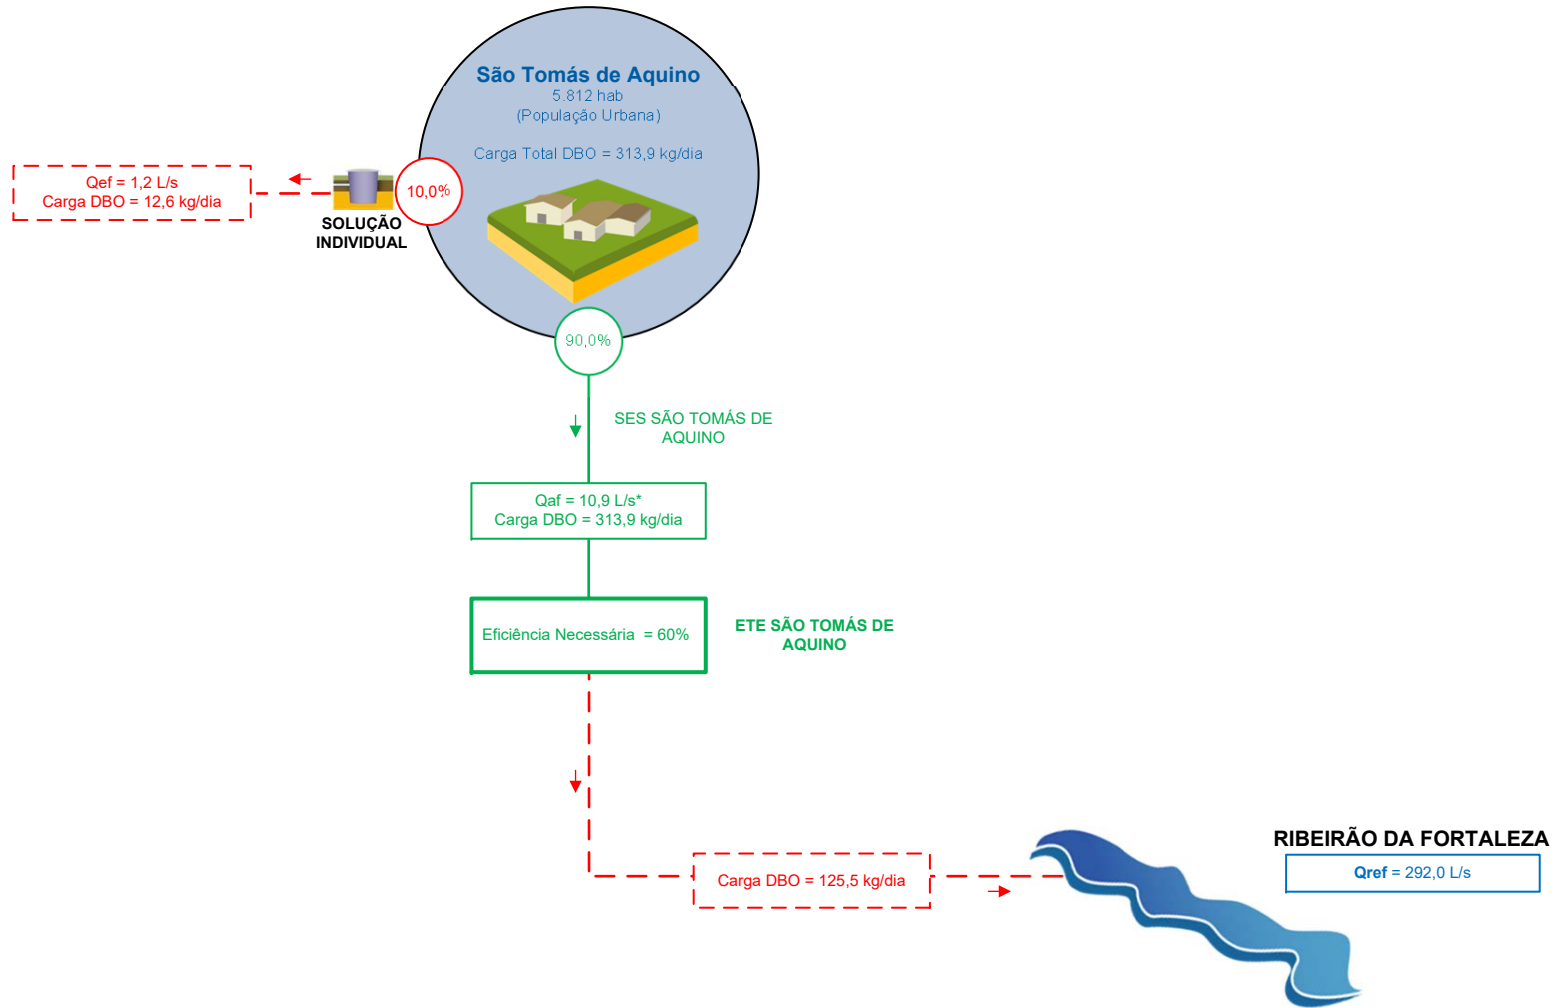 São Tomás de Aquino
5.812 hab
(População Urbana)
Carga Total DBO = 313,9 kg/dia
Qef = 1,2 L/s
Carga DBO = 12,6 kg/dia
10,0%
SOLUÇÃO
INDIVIDUAL
90,0%
SES SÃO TOMÁS DE
AQUINO
Qaf = 10,9 L/s*
Carga DBO = 313,9 kg/dia
Eficiência Necessária = 60%
ETE SÃO TOMÁS DE
AQUINO
Carga DBO = 125,5 kg/dia
RIBEIRÃO DA FORTALEZA
Qref = 292,0 L/s